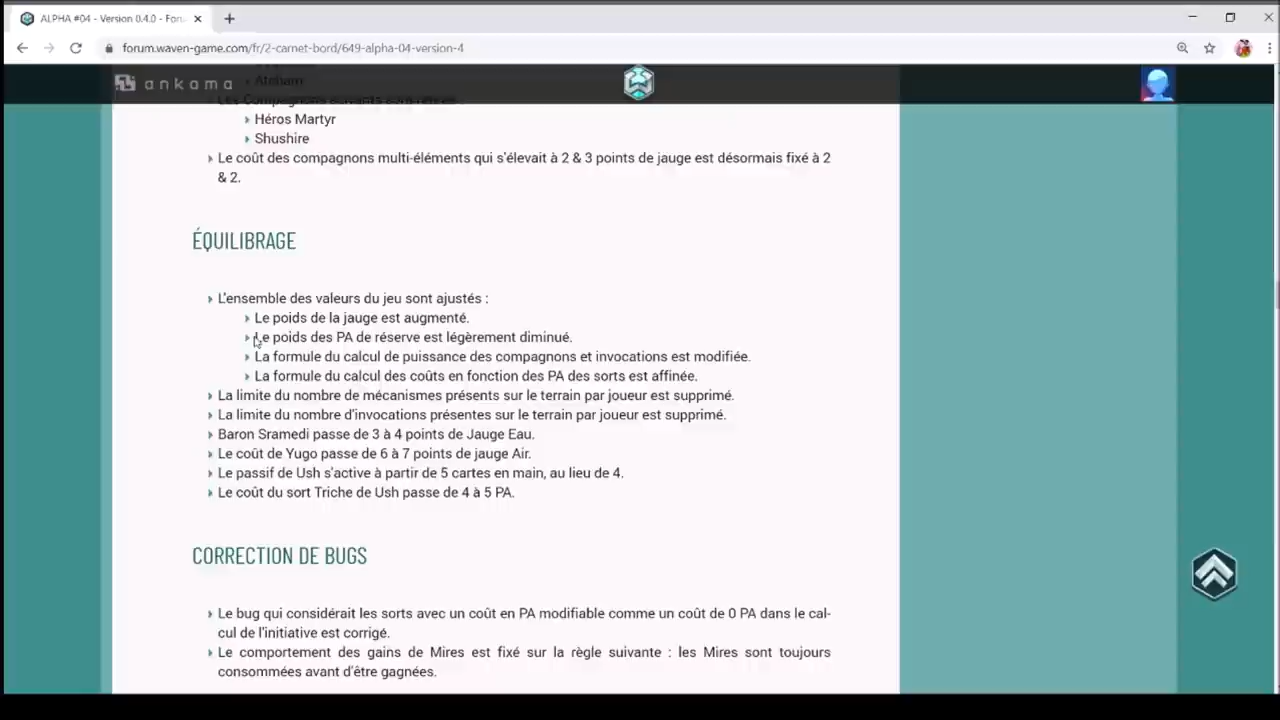 ALPHA #04 - Version 0.4.0 - For
forum.waven-game.com/fr/2-carnet-bord/649-alpha-04-version-4
ankama
Héros Martyr
Shushire
Le coût des compagnons multi-éléments qui s'élevait à 2 & 3 points de jauge est désormais fixé à 2
& 2.
ÉQUILIBRAGE
L'ensemble des valeurs du jeu sont ajustés :
Le poids de la jauge est augmenté.
Le poids des PA de réserve est légèrement diminué.
La formule du calcul de puissance des compagnons et invocations est modifiée.
La formule du calcul des coûts en fonction des PA des sorts est affinée.
La limite du nombre de mécanismes présents sur le terrain par joueur est supprimé.
La limite du nombre d'invocations présentes sur le terrain par joueur est supprimé.
Baron Sramedi passe de 3 à 4 points de Jauge Eau.
Le coût de Yugo passe de 6 à 7 points de jauge Air.
Le passif de Ush s'active à partir de 5 cartes en main, au lieu de 4.
Le coût du sort Triche de Ush passe de 4 à 5 PA.
CORRECTION DE BUGS
Le bug qui considérait les sorts avec un coût en PA modifiable comme un coût de 0 PA dans le cal-
cul de l'initiative est corrigé.
Le comportement des gains de Mires est fixé sur la règle suivante : les Mires sont toujours
consommées avant d'être gagnées.